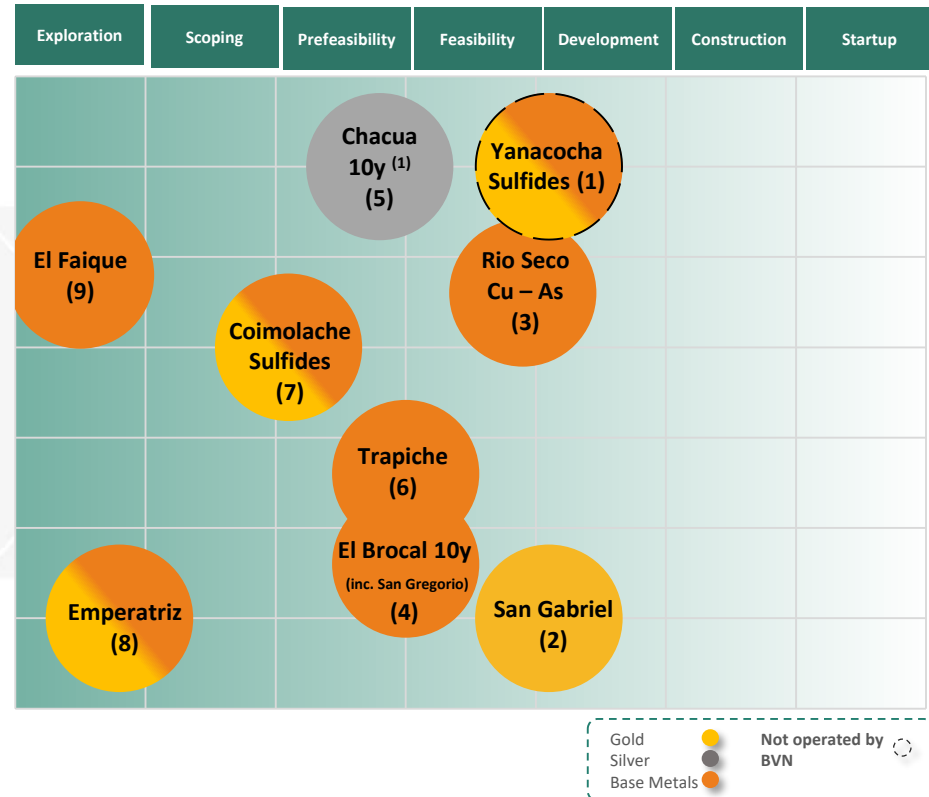 Exploration
Scoping
Prefeasibility
Feasibility
Development
Construction
Startup
Chacua
10y (1)
(5)
Yanacocha
Sulfides (1)
El Faique
(9)
Rio Seco
Cu – As
(3)
Coimolache
Sulfides
(7)
Trapiche
(6)
El Brocal 10y
(inc. San Gregorio)
(4)
Emperatriz
(8)
San Gabriel
(2)
Gold
Silver
Base Metals
Not operated by
BVN